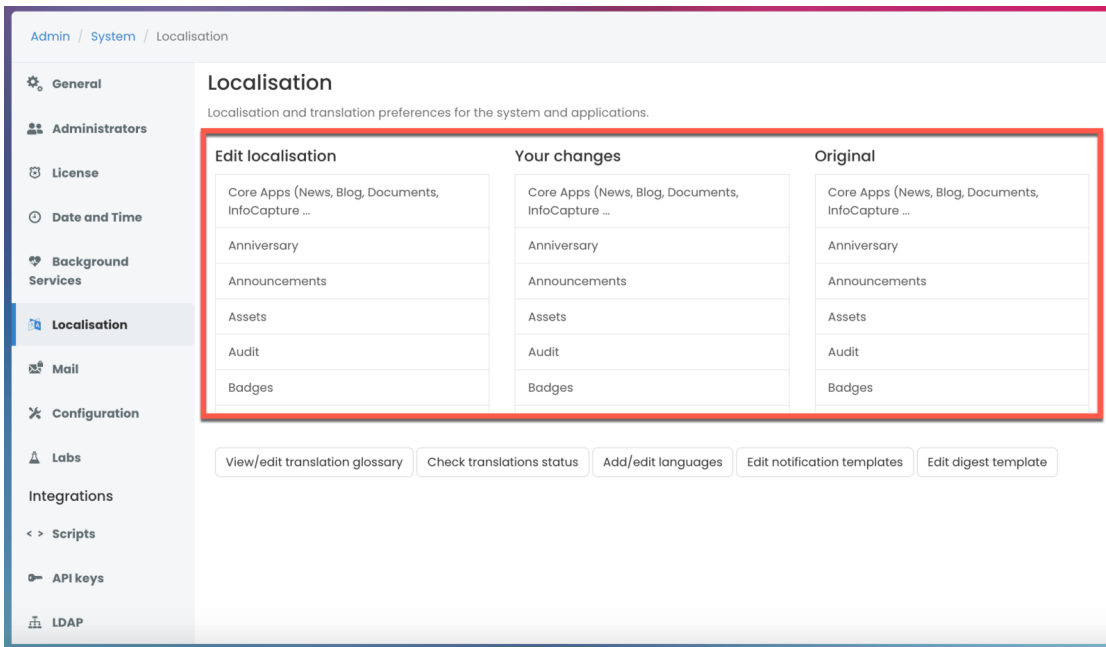 Admin / System / Localisation
General
Administrators
License
Date and Time
Background
Services
Localisation
Mail
Configuration
Labs
Integrations
< > Scripts
API keys
LDAP
Localisation
Localisation and translation preferences for the system and applications.
Edit localisation
Core Apps (News, Blog, Documents,
InfoCapture ...
Anniversary
Announcements
Assets
Audit
Badges
Your changes
Core Apps (News, Blog, Documents,
InfoCapture ...
Anniversary
Announcements
Assets
Audit
Badges
Original
Core Apps (News, Blog, Documents,
InfoCapture ...
Anniversary
Announcements
Assets
Audit
Badges
View/edit translation glossary
Check translations status
Add/edit languages
Edit notification templates
Edit digest template